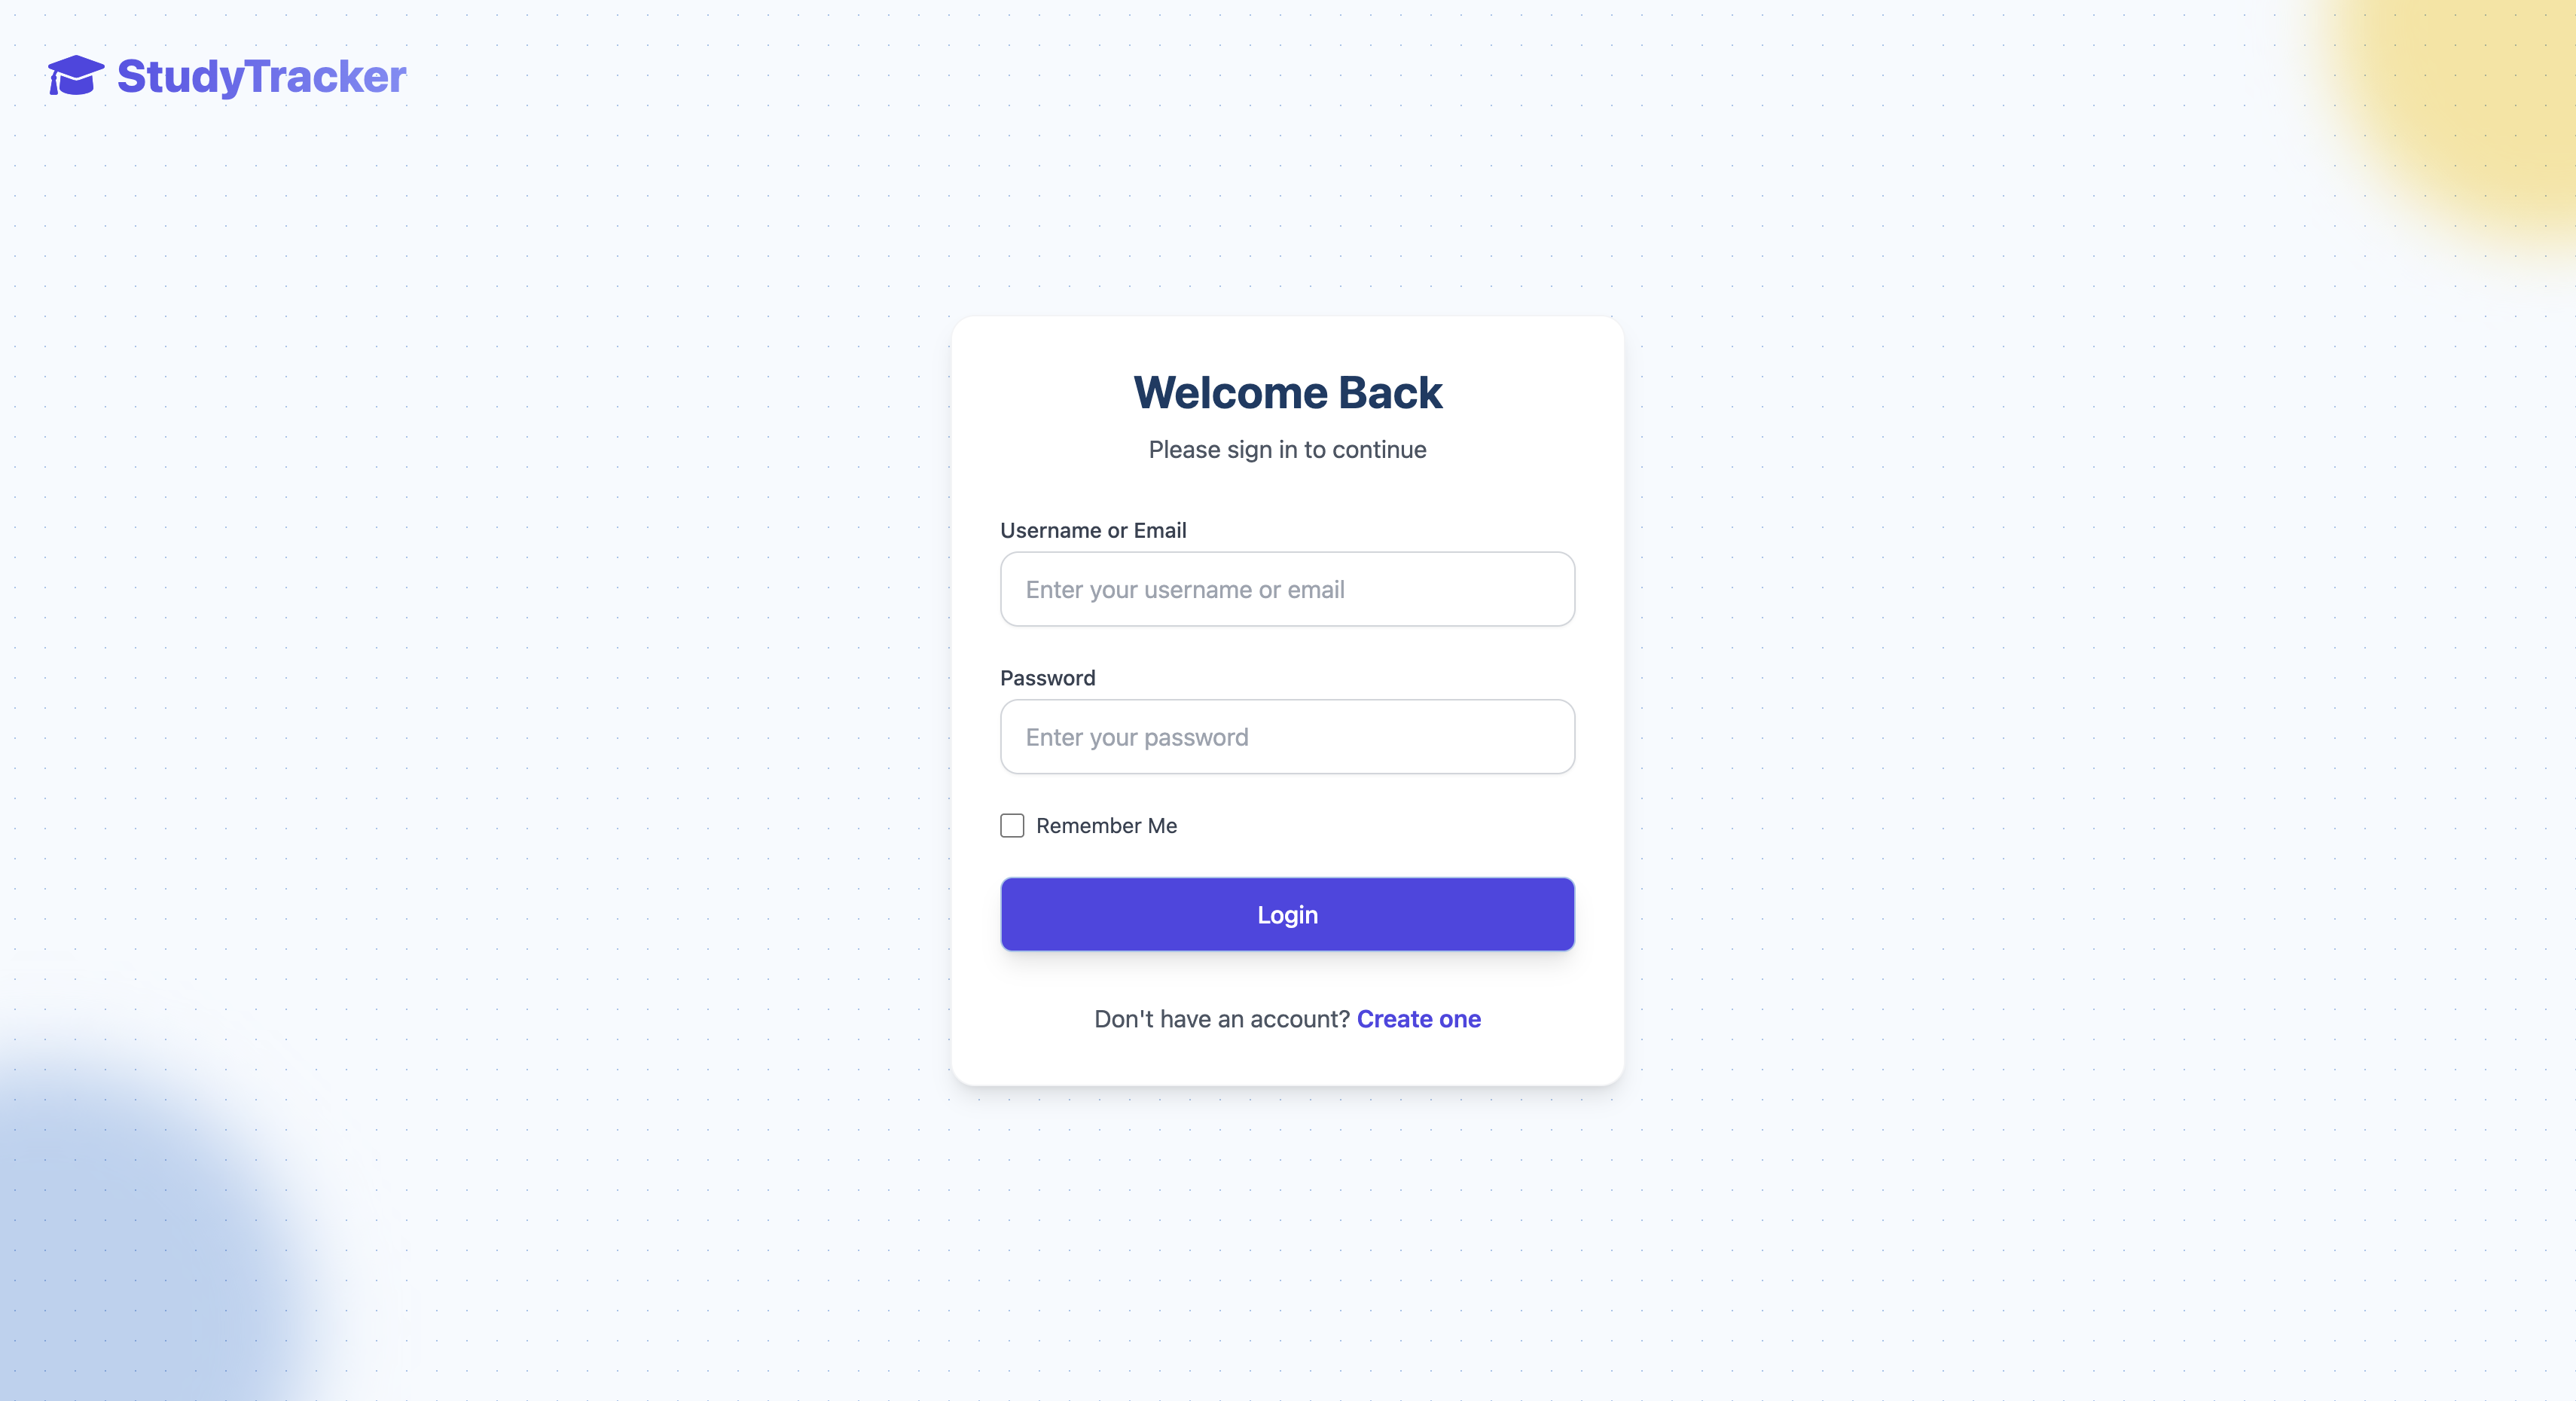 StudyTracker
Welcome Back
Please sign in to continue
Username or Email
Enter your username or email
Password
Enter your password
Remember Me
Login
Don't have an account? Create one